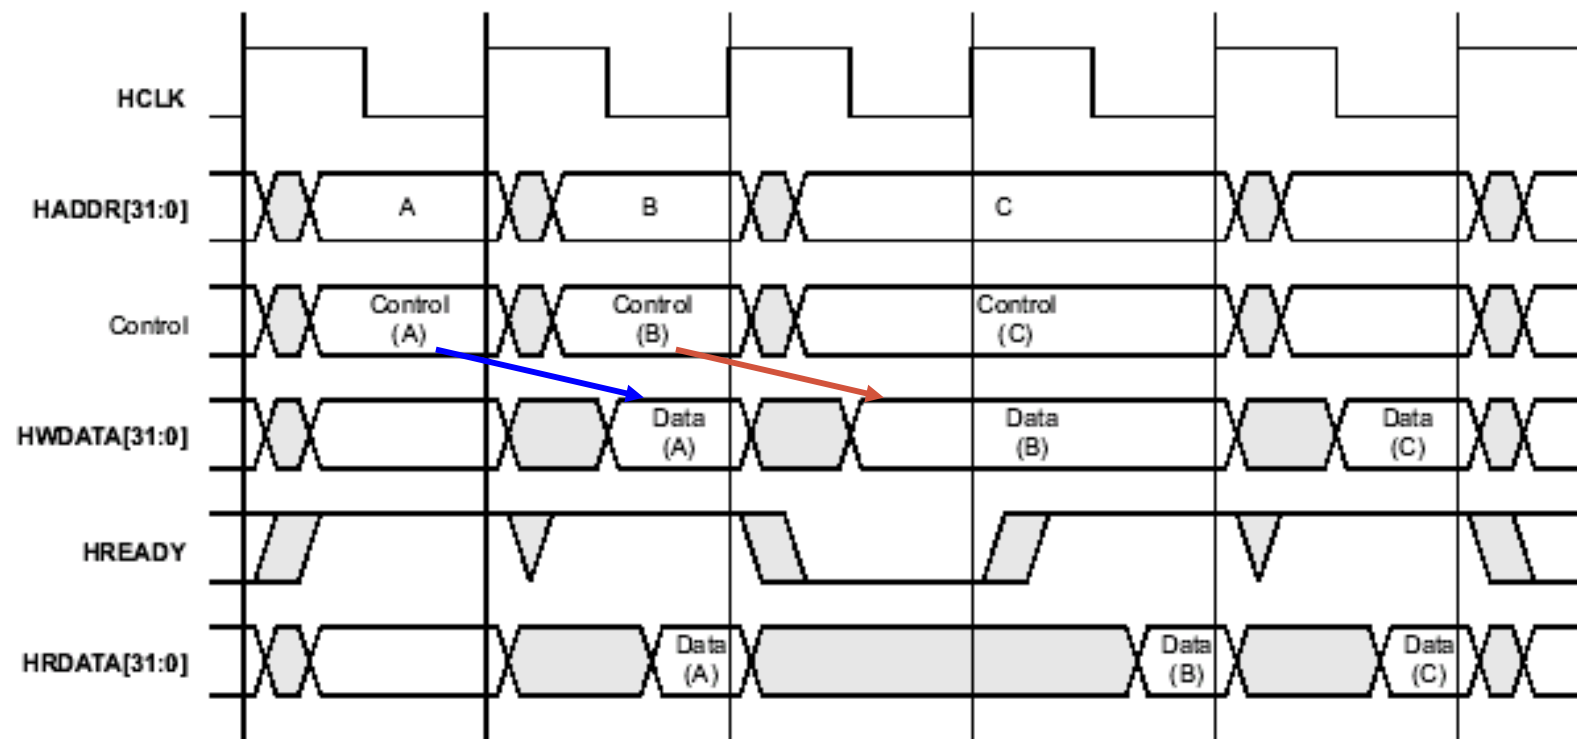 HCLK
HADDR[31:0]
A
B
C
Control
Control
(A)
Control
(B)
Control
(C)
HWDATA[31:0]
Data
(A)
Data
(B)
Data
(C)
HREADY
HRDATA[31:0]
Data
(A)
Data
(B)
Data
(C)